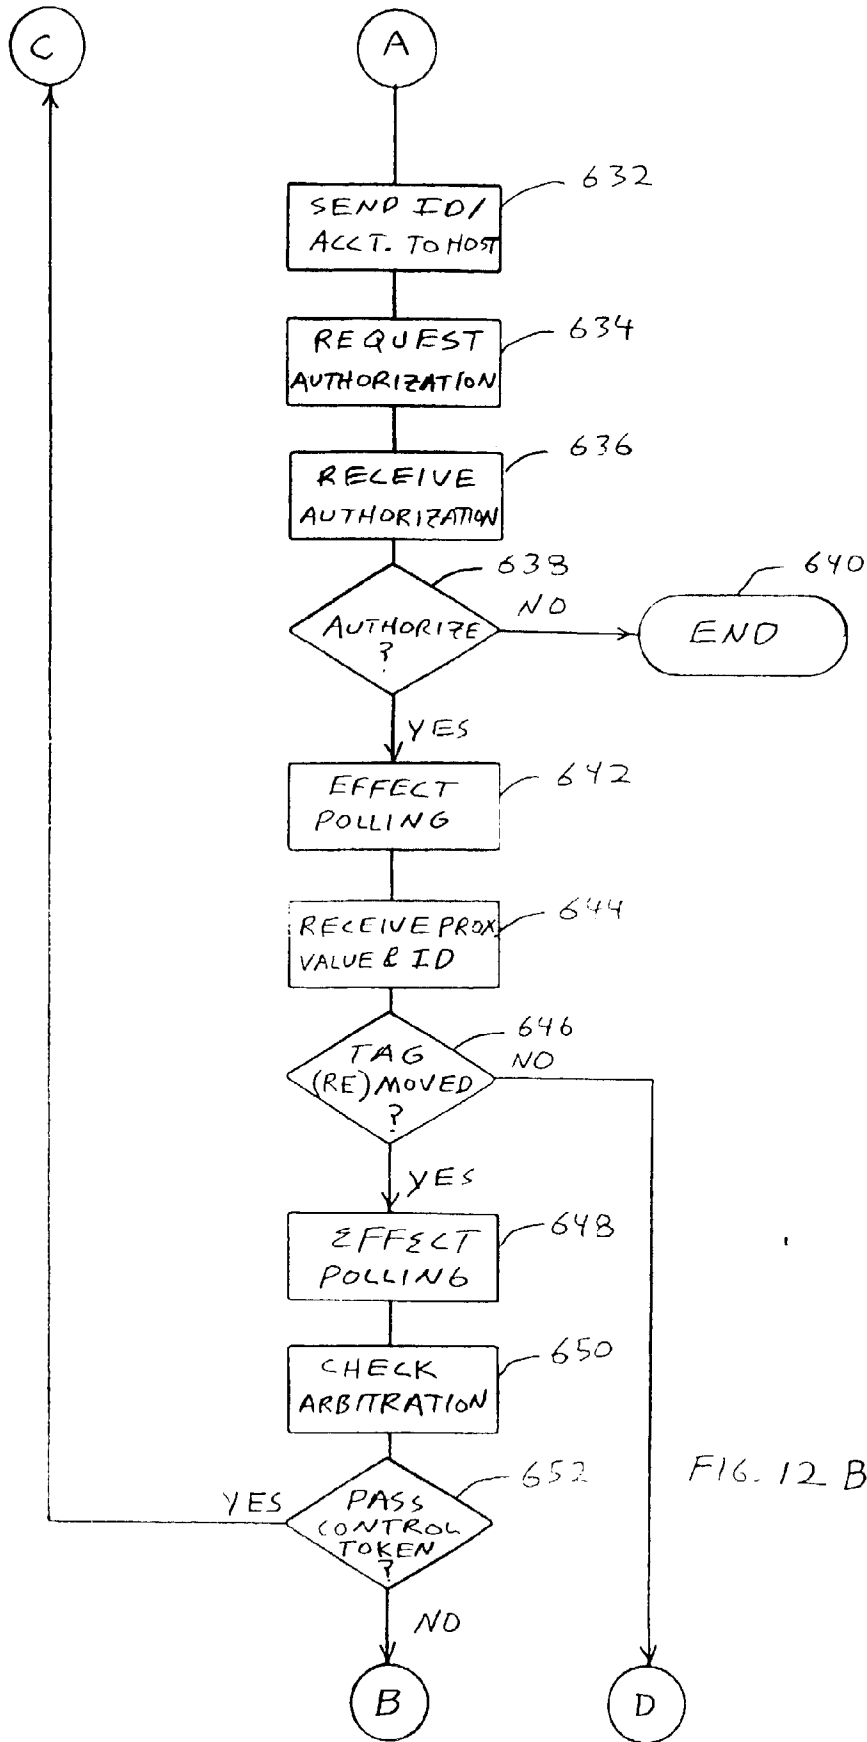 C
A
632
SEND ID/
ACCT. TO HOST
634
REQUEST
AUTHORIZATION
636
RECEIVE
AUTHORIZATION
638
AUTHORIZE
?
NO
640
END
YES
642
EFFECT
POLLING
644
RECEIVE PROX
VALUE & ID
646
TAG
(RE)MOVED
?
NO
YES
648
EFFECT
POLLING
650
CHECK
ARBITRATION
652
PASS
CONTROL
TOKEN
?
YES
FIG. 12 B
NO
B
D